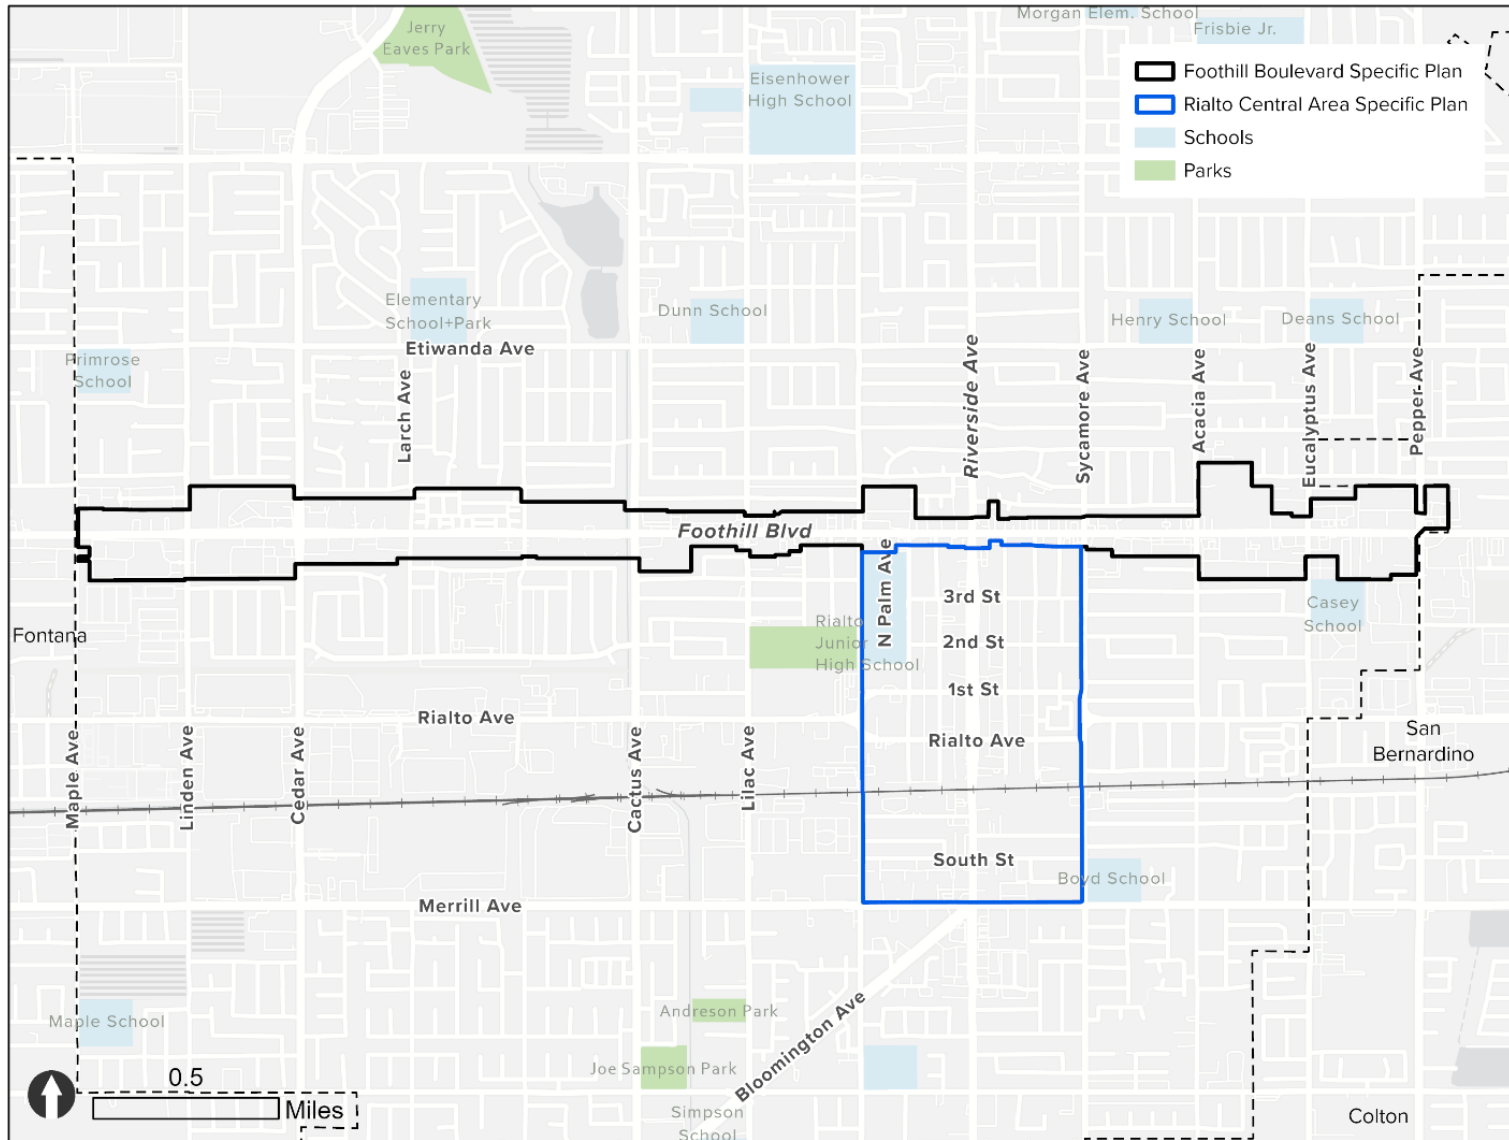 Morgan Elem. School
Frisbie Jr.
Jerry
Eaves Park
Eisenhower
High School
Foothill Boulevard Specific Plan
Rialto Central Area Specific Plan
Schools
Parks
Elementary
School+Park
Dunn School
Henry School
Deans School
Etiwanda Ave
Primrose
School
Larch Ave
Riverside Ave
Sycamore Ave
Acacia Ave
Eucalyptus Ave
Pepper Ave
Foothill Blvd
N Palm Ave
3rd St
2nd St
1st St
Rialto Ave
South St
Casey
School
Fontana
Rialto
Junior
High School
Rialto Ave
San
Bernardino
Maple Ave
Linden Ave
Cedar Ave
Cactus Ave
Lilac Ave
Boyd School
Merrill Ave
Maple School
Andreson Park
Bloomington Ave
Joe Sampson Park
0.5
Miles
Simpson
School
Colton